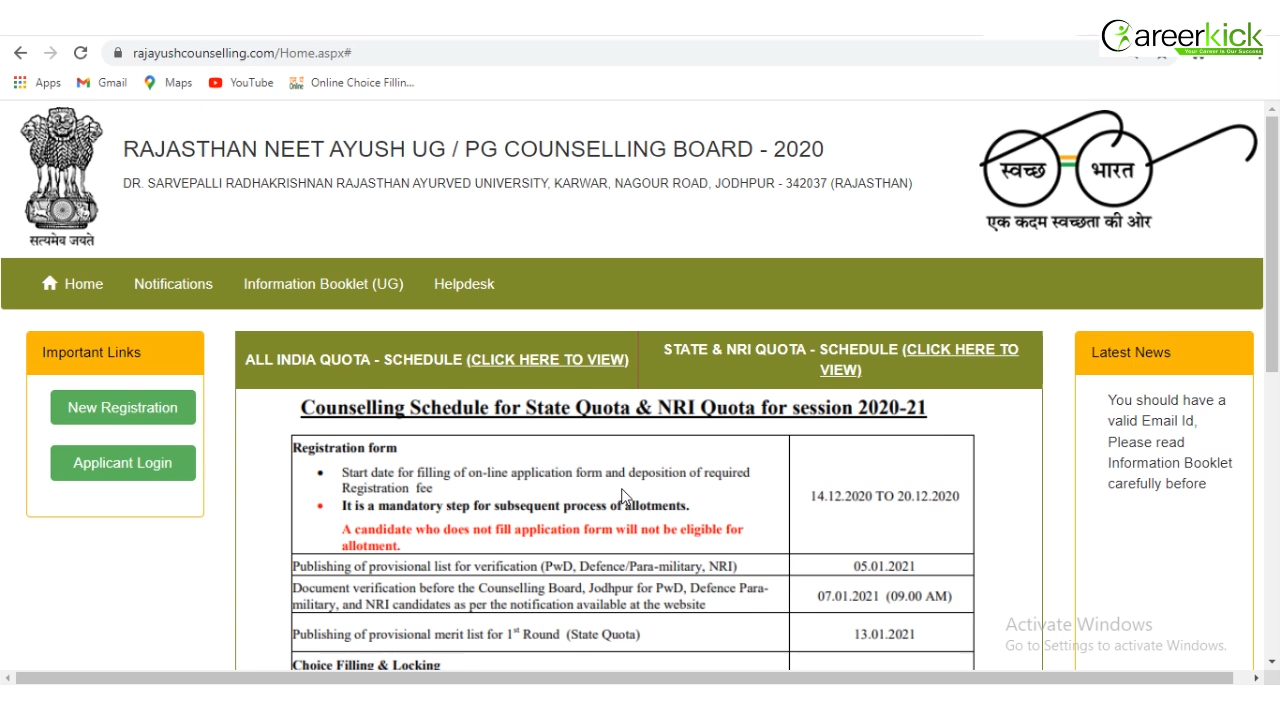 Careerkick
Your Career is Our Success
rajayushcounselling.com/Home.aspx#
Apps Gmail Maps YouTube Online Choice Fillin...
RAJASTHAN NEET AYUSH UG / PG COUNSELLING BOARD - 2020
DR. SARVEPALLI RADHAKRISHNAN RAJASTHAN AYURVED UNIVERSITY, KARWAR, NAGOUR ROAD, JODHPUR - 342037 (RAJASTHAN)
सत्यमेव जयते
स्वच्छ भारत
एक कदम स्वच्छता की ओर
Home Notifications Information Booklet (UG) Helpdesk
Important Links
New Registration
Applicant Login
ALL INDIA QUOTA - SCHEDULE (CLICK HERE TO VIEW)
STATE & NRI QUOTA - SCHEDULE (CLICK HERE TO
VIEW)
Counselling Schedule for State Quota & NRI Quota for session 2020-21
Registration form
• Start date for filling of on-line application form and deposition of required
Registration fee
• It is a mandatory step for subsequent process of allotments.
A candidate who does not fill application form will not be eligible for
allotment.
14.12.2020 TO 20.12.2020
Publishing of provisional list for verification (PwD, Defence/Para-military, NRI) 05.01.2021
Document verification before the Counselling Board, Jodhpur for PwD, Defence Para-
military, and NRI candidates as per the notification available at the website
07.01.2021 (09.00 AM)
Publishing of provisional merit list for 1st Round (State Quota) 13.01.2021
Choice Filling & Locking
Latest News
You should have a
valid Email Id,
Please read
Information Booklet
carefully before
Activate Windows
Go to Settings to activate Windows.